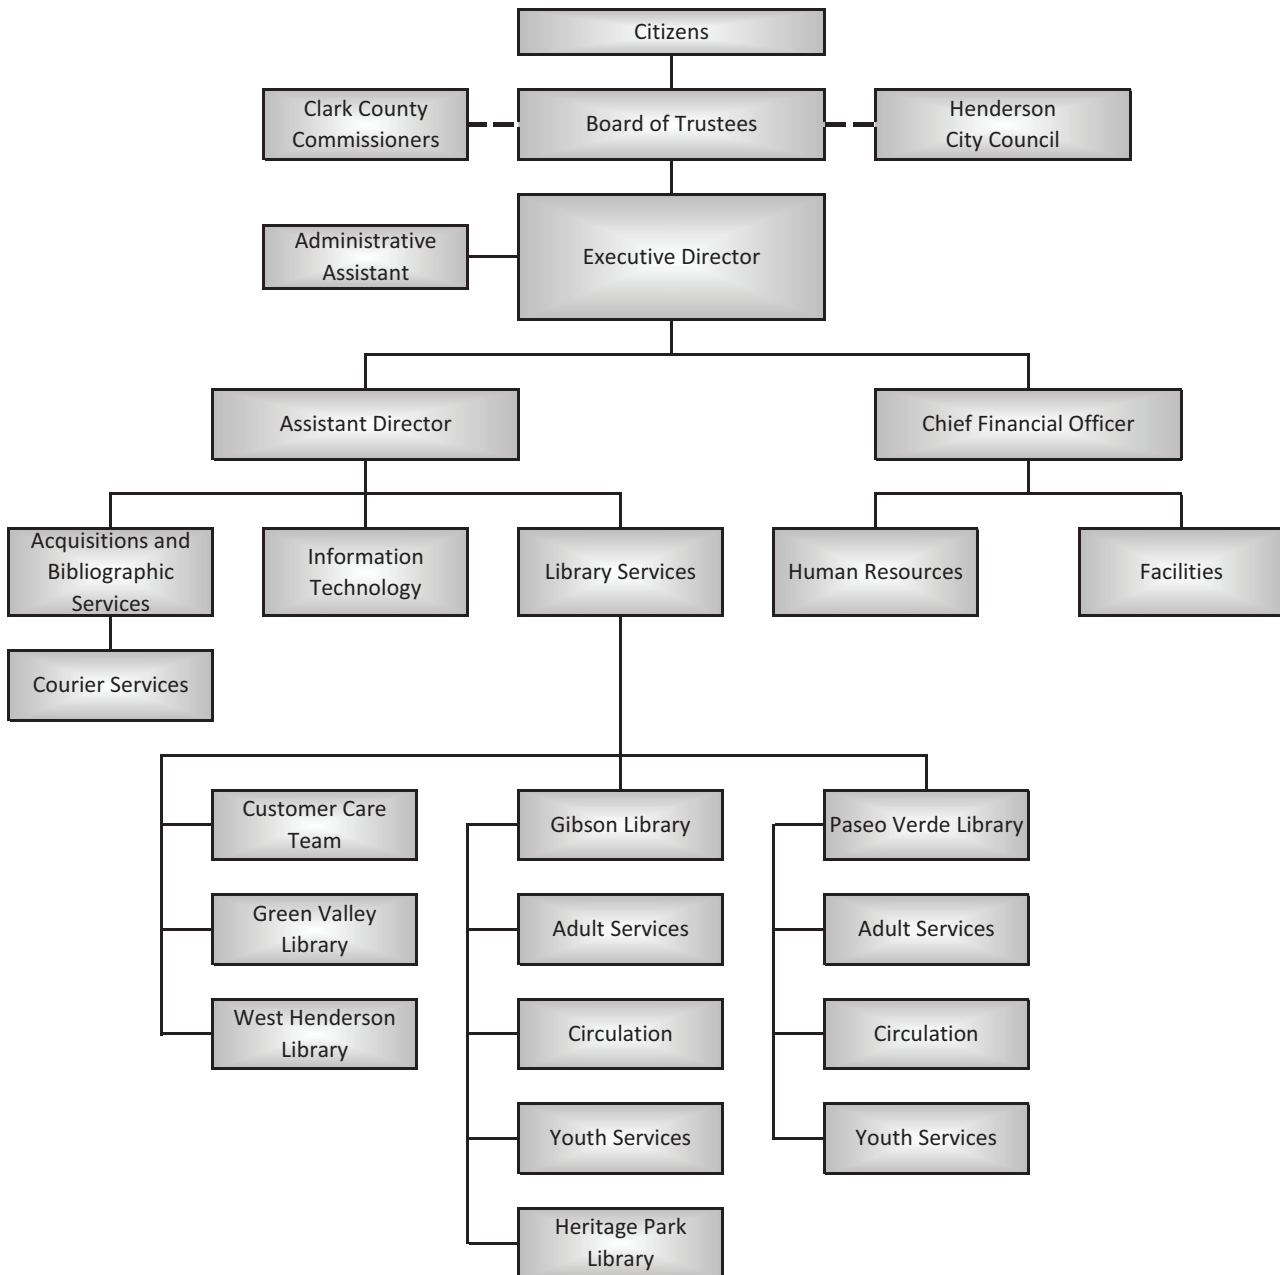 Citizens
Clark County
Commissioners
Board of Trustees
Henderson
City Council
Administrative
Assistant
Executive Director
Assistant Director
Chief Financial Officer
Acquisitions and
Bibliographic
Services
Information
Technology
Library Services
Human Resources
Facilities
Courier Services
Customer Care
Team
Gibson Library
Paseo Verde Library
Green Valley
Library
Adult Services
Adult Services
West Henderson
Library
Circulation
Circulation
Youth Services
Youth Services
Heritage Park
Library